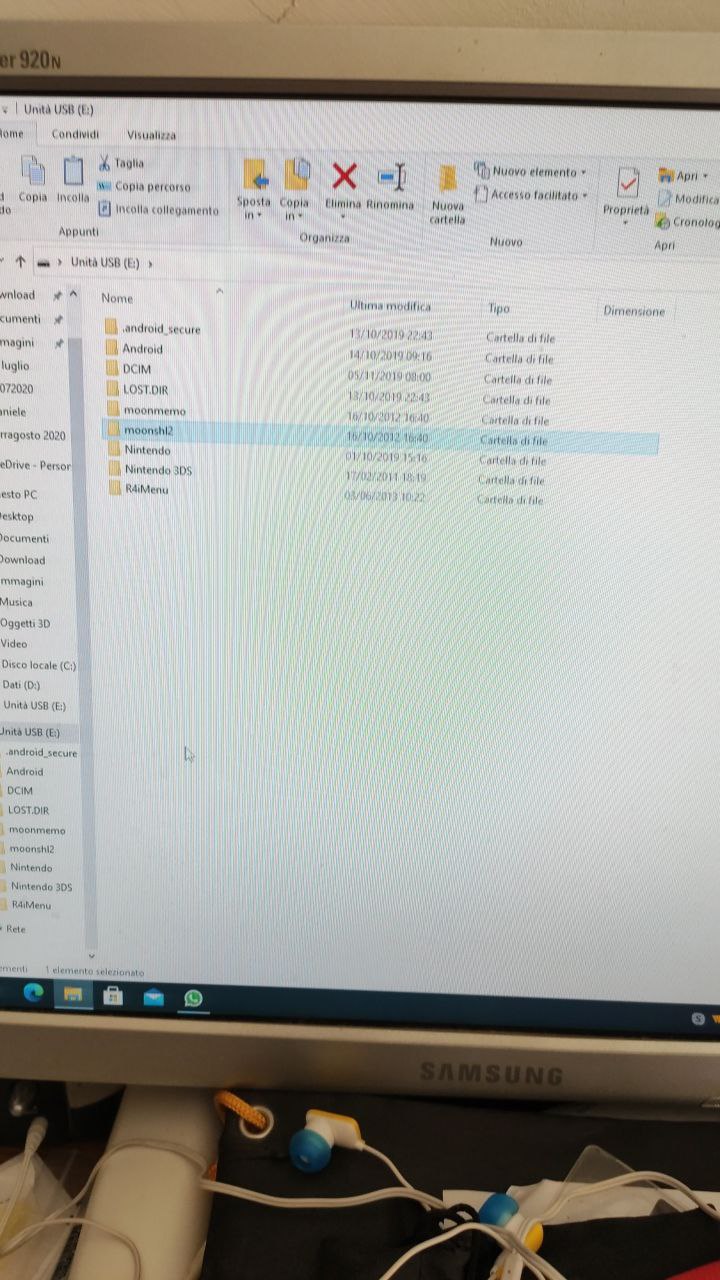 er 920N
Unità USB (E:)
Home Condividi Visualizza
Copia
Incolla
Taglia
Copia percorso
Incolla collegamento
Appunti
Sposta in
Copia in
Elimina
Rinomina
Organizza
Nuova cartella
Nuovo elemento
Accesso facilitato
Nuovo
Proprietà
Apri
Modifica
Cronolog
Apri
Unità USB (E:)
Nome Ultima modifica Tipo Dimensione
.android_secure 13/10/2019 22:43 Cartella di file
Android 14/10/2019 09:16 Cartella di file
DCIM 05/11/2019 08:00 Cartella di file
LOST.DIR 13/10/2019 22:43 Cartella di file
moonmemo 16/10/2012 16:40 Cartella di file
moonshl2 16/10/2012 16:40 Cartella di file
Nintendo 01/10/2019 15:16 Cartella di file
Nintendo 3DS 17/02/2011 18:19 Cartella di file
R4iMenu 03/06/2013 10:22 Cartella di file
wnload
cumenti
magini
luglio
072020
aniele
rragosto 2020
eDrive - Person
esto PC
esktop
Documenti
Download
mmagini
Musica
Oggetti 3D
Video
Disco locale (C:)
Dati (D:)
Unità USB (E:)
Unità USB (E:)
.android_secure
Android
DCIM
LOST.DIR
moonmemo
moonshl2
Nintendo
Nintendo 3DS
R4iMenu
Rete
ementi 1 elemento selezionato
SAMSUNG